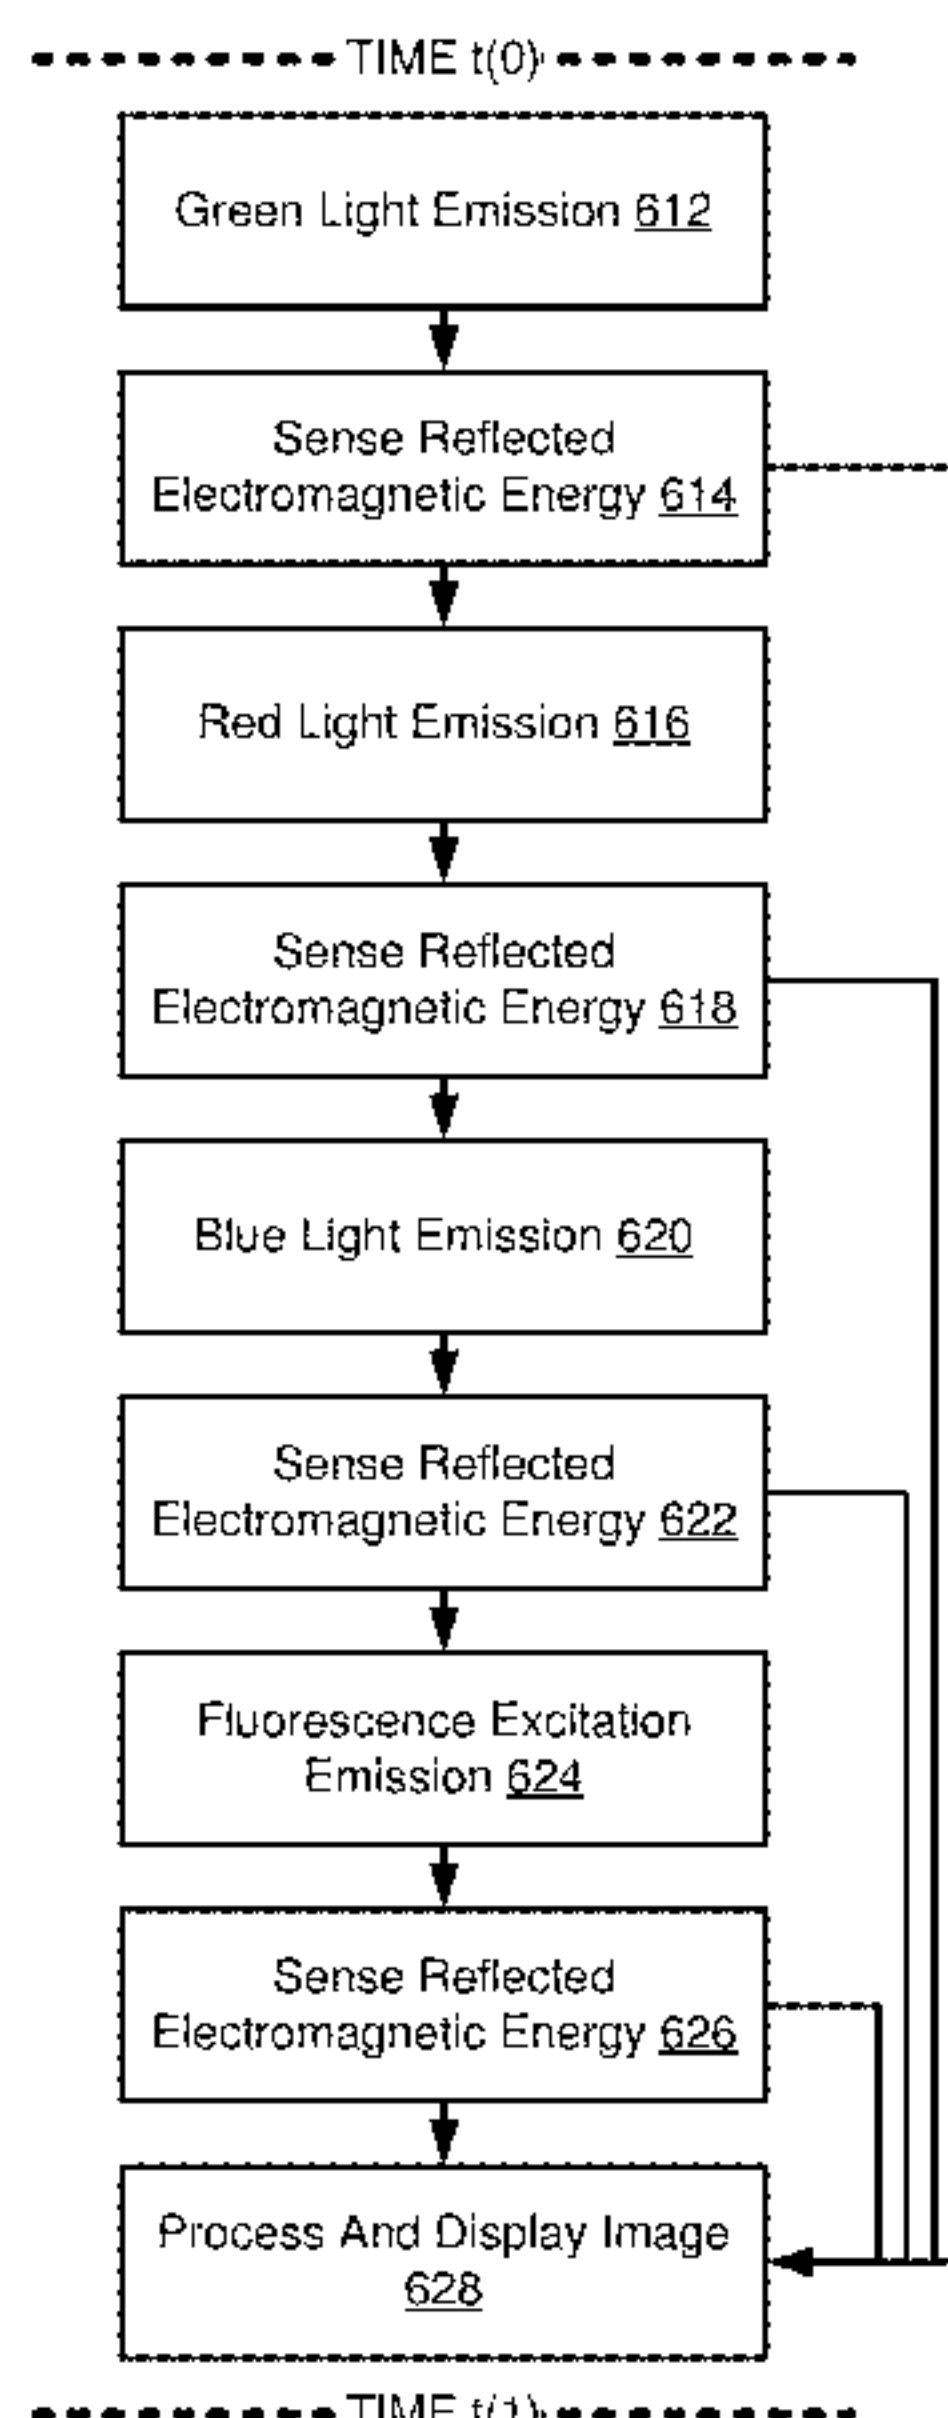 TIME t(0)
Green Light Emission 612
Sense Reflected
Electromagnetic Energy 614
Red Light Emission 616
Sense Reflected
Electromagnetic Energy 618
Blue Light Emission 620
Sense Reflected
Electromagnetic Energy 622
Fluorescence Excitation
Emission 624
Sense Reflected
Electromagnetic Energy 626
Process And Display Image
628
TIME t(1)